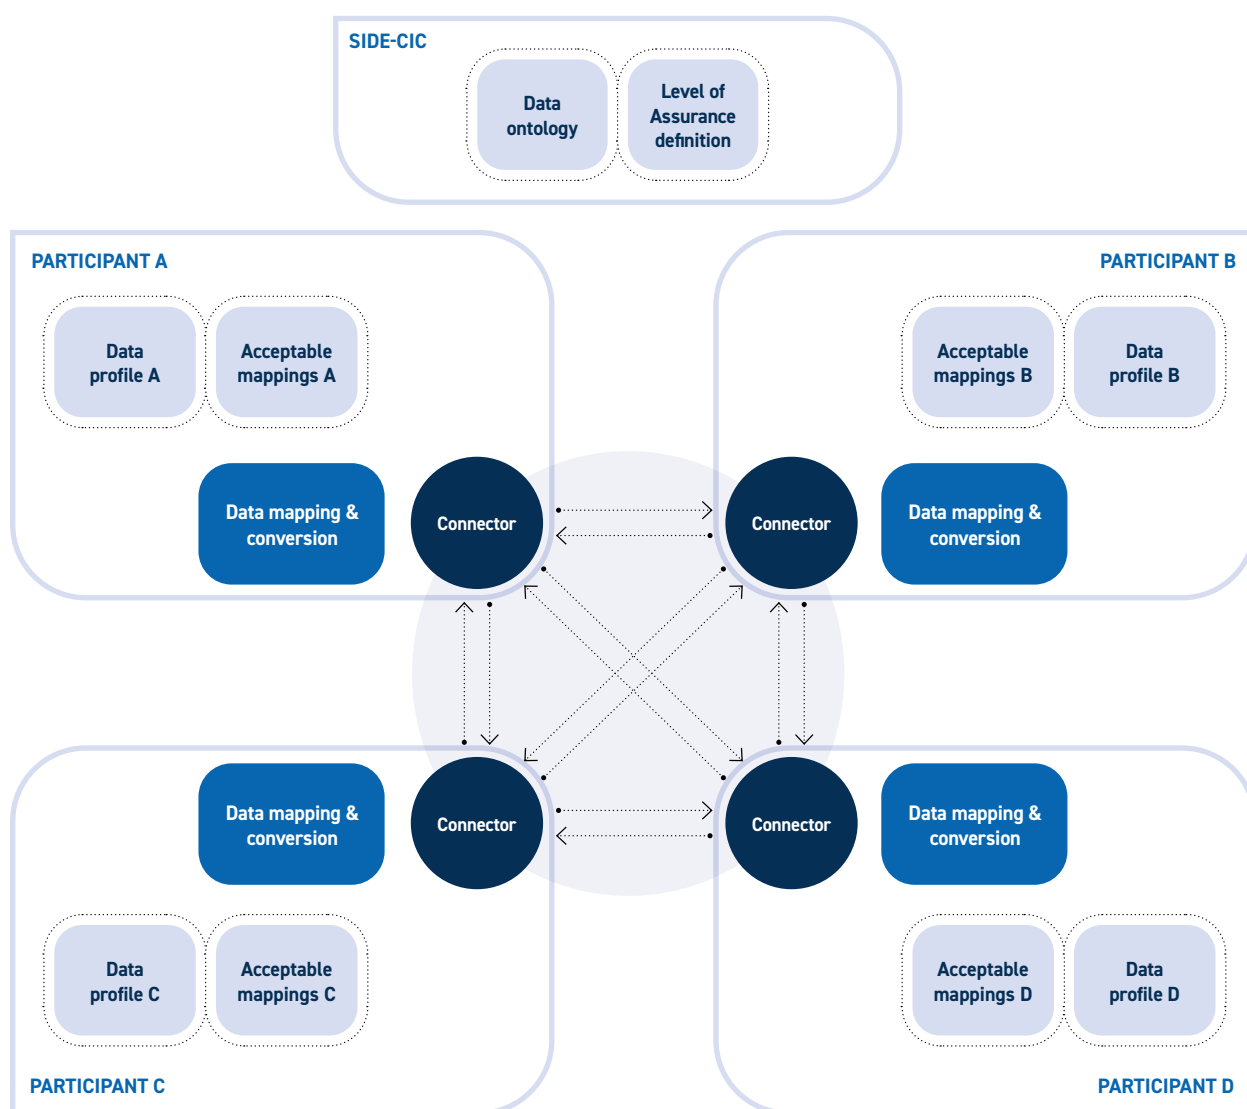 SIDE-CIC
Data
ontology
Level of
Assurance
definition
PARTICIPANT A
Data
profile A
Acceptable
mappings A
Data mapping &
conversion
Connector
PARTICIPANT B
Acceptable
mappings B
Data
profile B
Connector
Data mapping &
conversion
Data mapping &
conversion
Connector
Data
profile C
Acceptable
mappings C
PARTICIPANT C
Connector
Data mapping &
conversion
Acceptable
mappings D
Data
profile D
PARTICIPANT D